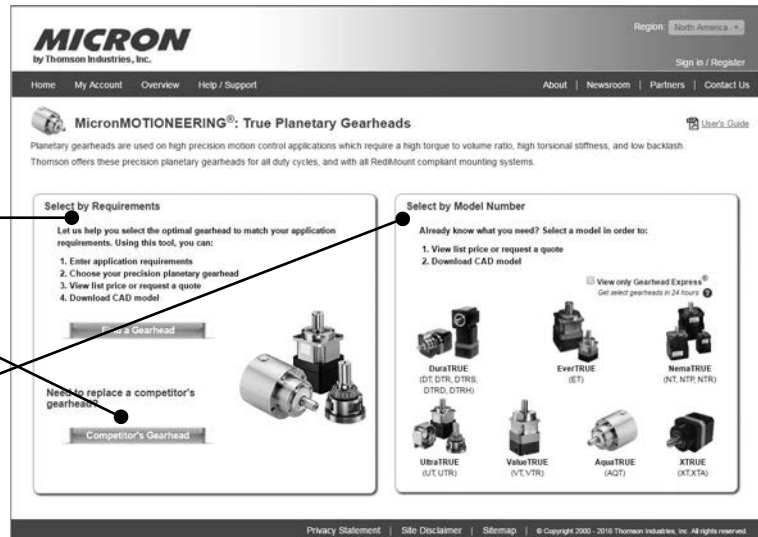 MICRON
by Thomson Industries, Inc.
Region: North America
Sign in / Register
Home My Account Overview Help / Support
About | Newsroom | Partners | Contact Us
MicronMOTIONEERING®: True Planetary Gearheads
User's Guide
Planetary gearheads are used on high precision motion control applications which require a high torque to volume ratio, high torsional stiffness, and low backlash.
Thomson offers these precision planetary gearheads for all duty cycles, and with all RediMount compliant mounting systems.
Select by Requirements
Let us help you select the optimal gearhead to match your application
requirements. Using this tool, you can:
1. Enter application requirements
2. Choose your precision planetary gearhead
3. View list price or request a quote
4. Download CAD model
Find a Gearhead
Need to replace a competitor's
gearhead?
Competitor's Gearhead
Select by Model Number
Already know what you need? Select a model in order to:
1. View list price or request a quote
2. Download CAD model
View only Gearhead Express®
Get select gearheads in 24 hours ?
DuraTRUE
(DT, DTR, DTRS,
DTRD, DTRH)
EverTRUE
(ET)
NemaTRUE
(NT, NTP, NTR)
UltraTRUE
(UT, UTR)
ValueTRUE
(VT, VTR)
AquaTRUE
(AQT)
XTRUE
(XT,XTA)
Privacy Statement | Site Disclaimer | Sitemap | © Copyright 2000 - 2016 Thomson Industries, Inc. All rights reserved.